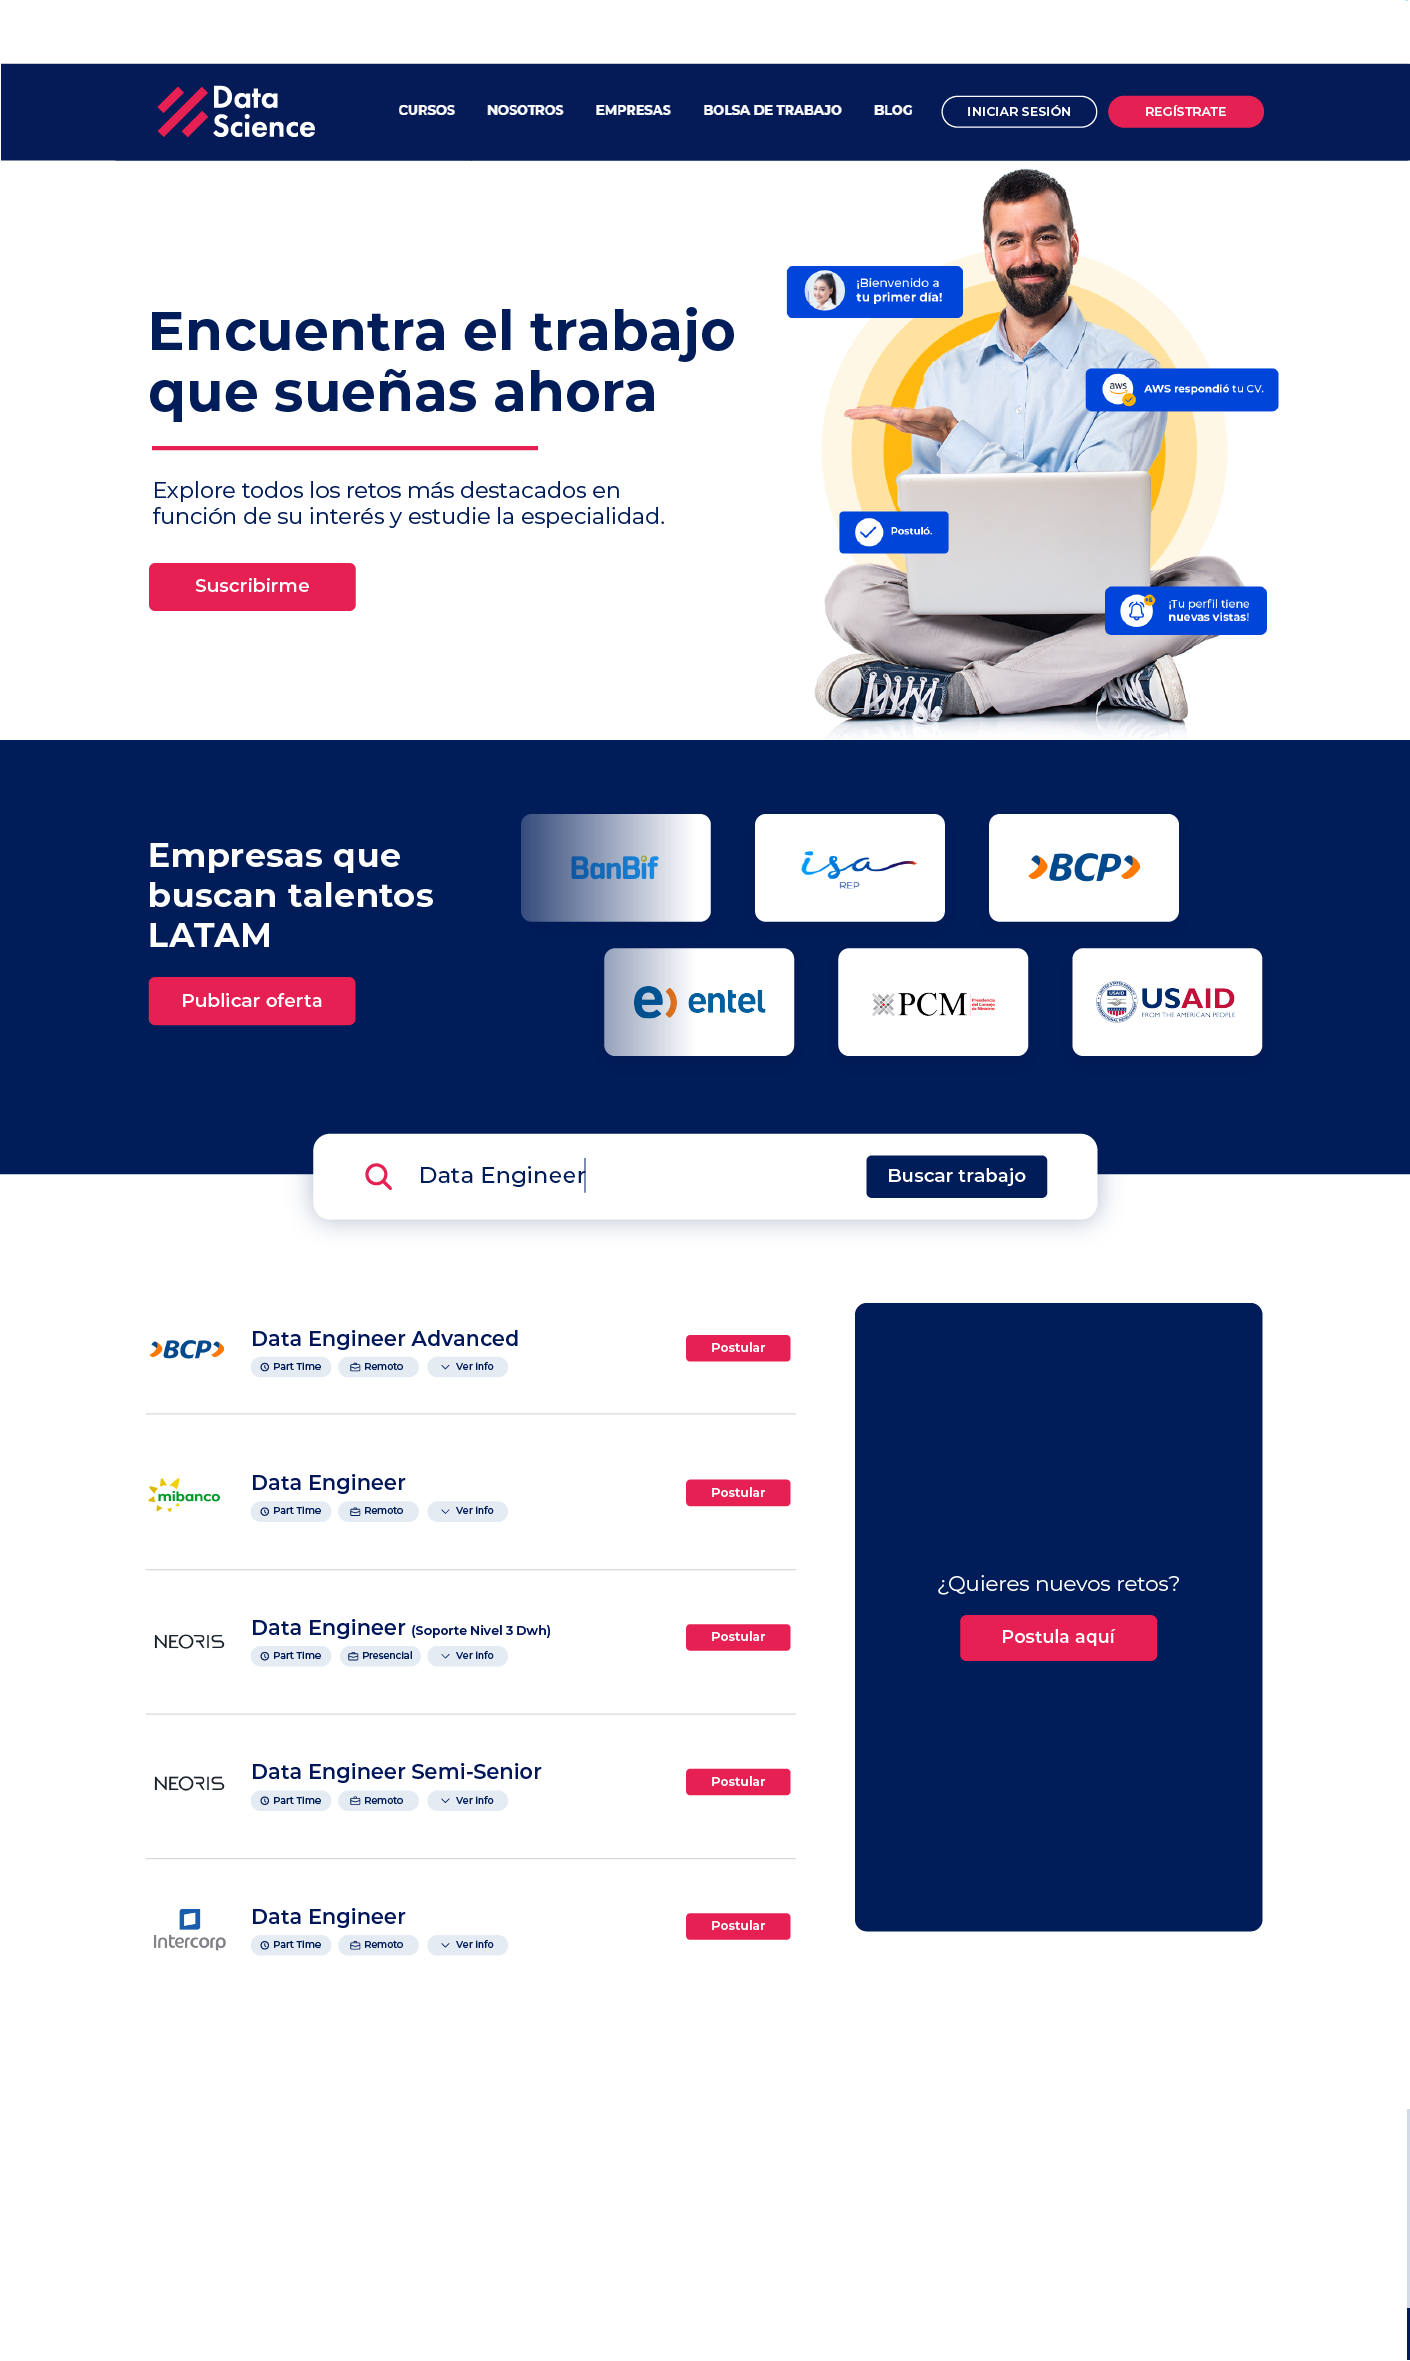 Data
Science
CURSOS NOSOTROS EMPRESAS BOLSA DE TRABAJO BLOG INICIAR SESIÓN REGÍSTRATE
Encuentra el trabajo
que sueñas ahora
Explore todos los retos más destacados en
función de su interés y estudie la especialidad.
Suscribirme
¡Bienvenido a
tu primer día!
aws
AWS respondió tu CV.
Postuló.
¡Tu perfil tiene
nuevas vistas!
Empresas que
buscan talentos
LATAM
Publicar oferta
BanBif
isa
REP
BCP
entel
PCM
Presidencia
del Consejo
de Ministros
USAID
USAID
FROM THE AMERICAN PEOPLE
Data Engineer
Buscar trabajo
BCP
Data Engineer Advanced
Part Time Remoto Ver info
Postular
mibanco
Data Engineer
Part Time Remoto Ver info
Postular
NEORIS
Data Engineer (Soporte Nivel 3 Dwh)
Part Time Presencial Ver info
Postular
NEORIS
Data Engineer Semi-Senior
Part Time Remoto Ver info
Postular
Intercorp
Data Engineer
Part Time Remoto Ver info
Postular
¿Quieres nuevos retos?
Postula aquí